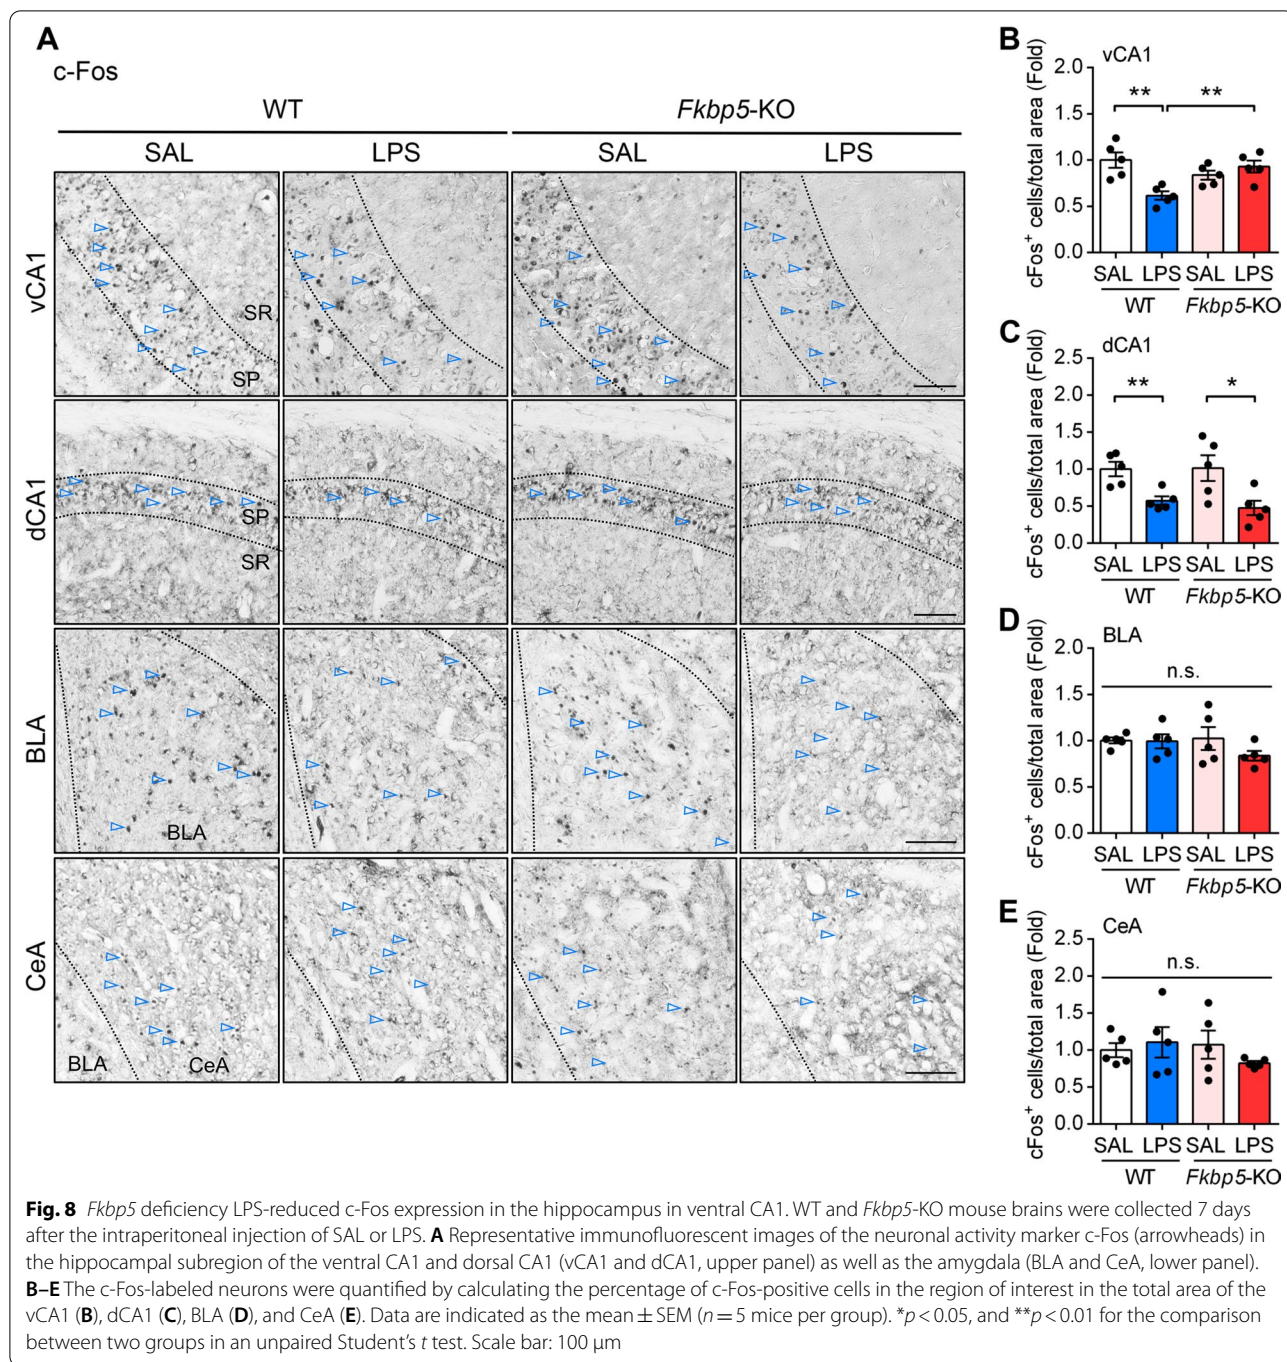 A
c-Fos
WT
Fkbp5-KO
SAL
LPS
SAL
LPS
vCA1
SR
SP
dCA1
SP
SR
BLA
BLA
CeA
BLA
CeA
B
vCA1
cFos⁺ cells/total area (Fold)
2.0
1.5
1.0
0.5
0.0
**
**
SAL LPS SAL LPS
WT Fkbp5-KO
C
dCA1
cFos⁺ cells/total area (Fold)
2.5
2.0
1.5
1.0
0.5
0.0
**
*
SAL LPS SAL LPS
WT Fkbp5-KO
D
BLA
cFos⁺ cells/total area (Fold)
2.0
1.5
1.0
0.5
0.0
n.s.
SAL LPS SAL LPS
WT Fkbp5-KO
E
CeA
cFos⁺ cells/total area (Fold)
2.5
2.0
1.5
1.0
0.5
0.0
n.s.
SAL LPS SAL LPS
WT Fkbp5-KO
Fig. 8 Fkbp5 deficiency LPS-reduced c-Fos expression in the hippocampus in ventral CA1. WT and Fkbp5-KO mouse brains were collected 7 days
after the intraperitoneal injection of SAL or LPS. A Representative immunofluorescent images of the neuronal activity marker c-Fos (arrowheads) in
the hippocampal subregion of the ventral CA1 and dorsal CA1 (vCA1 and dCA1, upper panel) as well as the amygdala (BLA and CeA, lower panel).
B–E The c-Fos-labeled neurons were quantified by calculating the percentage of c-Fos-positive cells in the region of interest in the total area of the
vCA1 (B), dCA1 (C), BLA (D), and CeA (E). Data are indicated as the mean ± SEM (n = 5 mice per group). *p < 0.05, and **p < 0.01 for the comparison
between two groups in an unpaired Student's t test. Scale bar: 100 μm